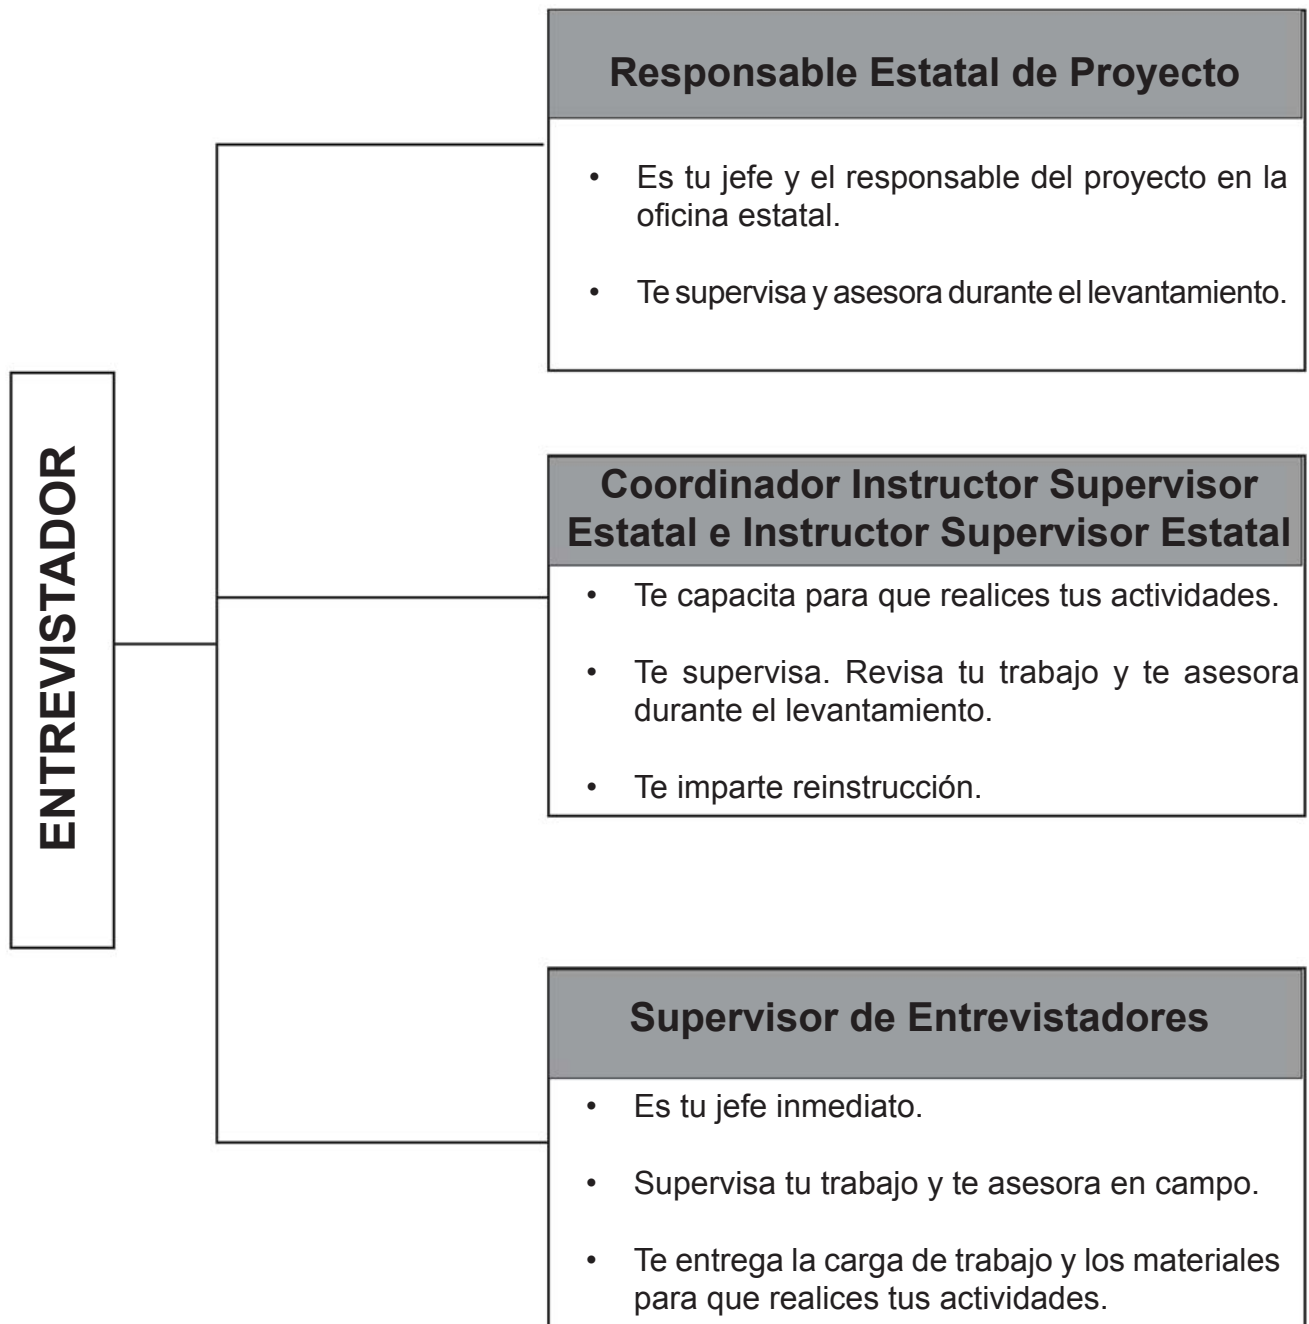 ENTREVISTADOR
Responsable Estatal de Proyecto
• Es tu jefe y el responsable del proyecto en la
oficina estatal.
• Te supervisa y asesora durante el levantamiento.
Coordinador Instructor Supervisor
Estatal e Instructor Supervisor Estatal
• Te capacita para que realices tus actividades.
• Te supervisa. Revisa tu trabajo y te asesora
durante el levantamiento.
• Te imparte reinstrucción.
Supervisor de Entrevistadores
• Es tu jefe inmediato.
• Supervisa tu trabajo y te asesora en campo.
• Te entrega la carga de trabajo y los materiales
para que realices tus actividades.